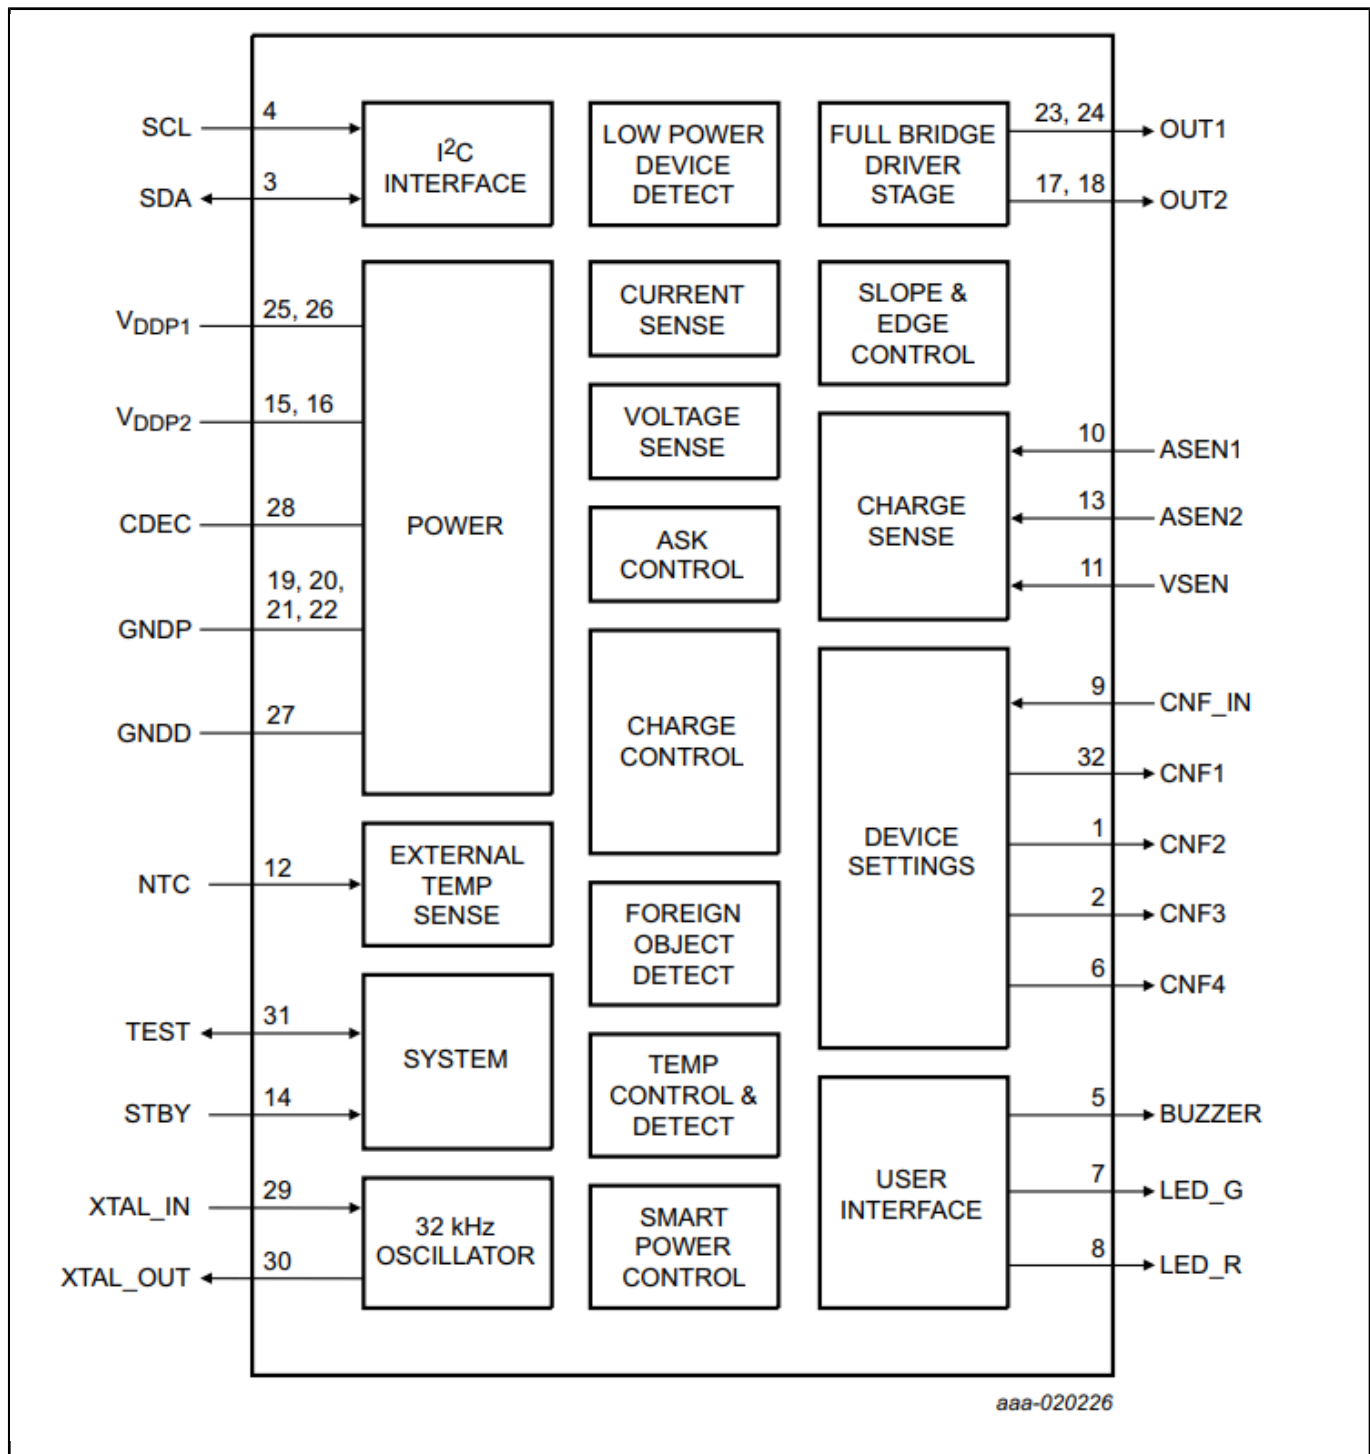 SCL
4
SDA
3
I2C
INTERFACE
LOW POWER
DEVICE
DETECT
FULL BRIDGE
DRIVER
STAGE
23, 24
OUT1
17, 18
OUT2
VDDP1
25, 26
VDDP2
15, 16
CDEC
28
GNDP
19, 20,
21, 22
GNDD
27
POWER
CURRENT
SENSE
SLOPE &
EDGE
CONTROL
VOLTAGE
SENSE
ASK
CONTROL
CHARGE
SENSE
10
ASEN1
13
ASEN2
11
VSEN
CHARGE
CONTROL
DEVICE
SETTINGS
9
CNF_IN
32
CNF1
1
CNF2
2
CNF3
6
CNF4
NTC
12
EXTERNAL
TEMP
SENSE
FOREIGN
OBJECT
DETECT
TEST
31
STBY
14
SYSTEM
TEMP
CONTROL &
DETECT
XTAL_IN
29
XTAL_OUT
30
32 kHz
OSCILLATOR
SMART
POWER
CONTROL
USER
INTERFACE
5
BUZZER
7
LED_G
8
LED_R
aaa-020226